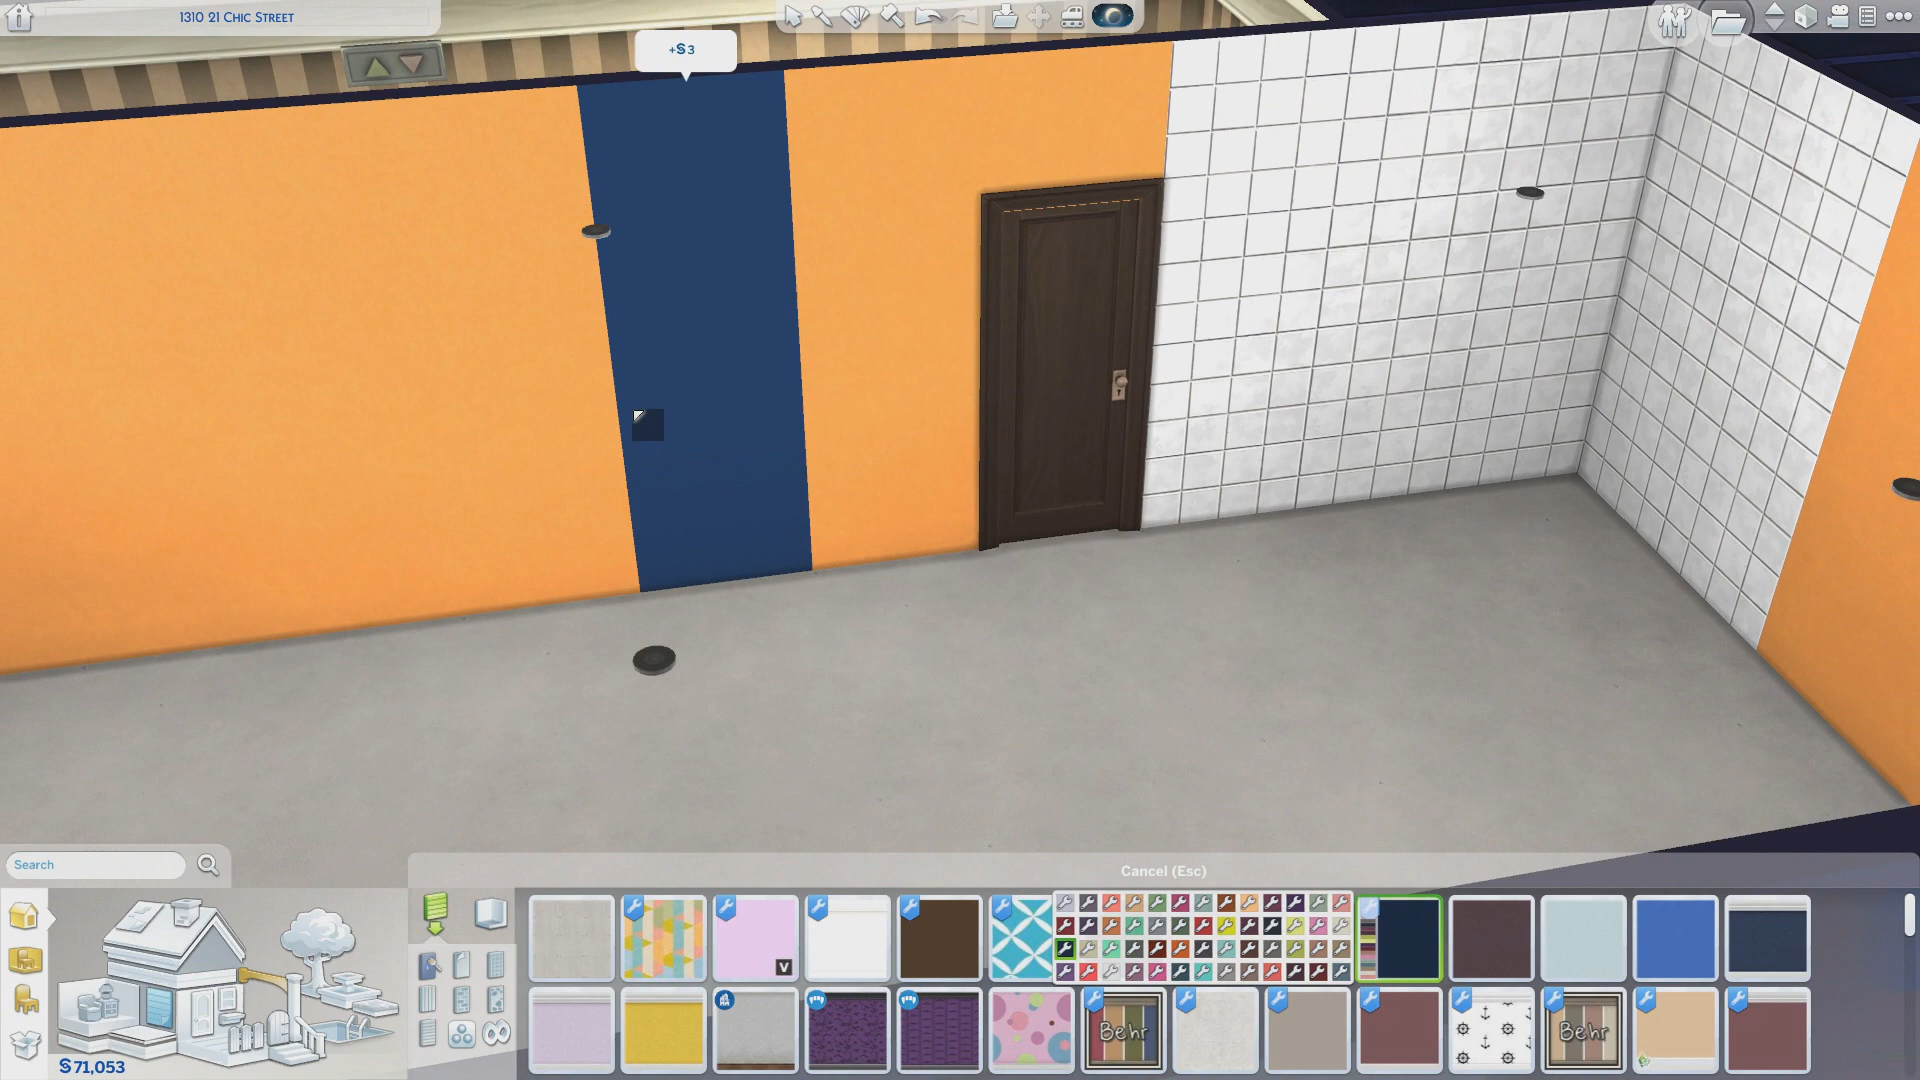 1310 21 Chic Street
+§3
Search
Cancel (Esc)
V
Behr
Behr
§71,053